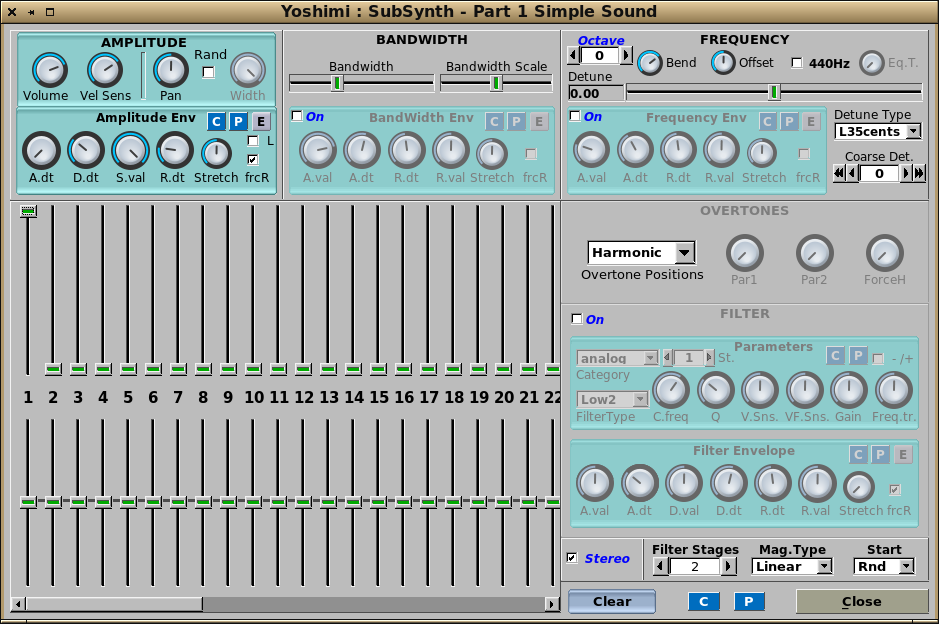 Yoshimi : SubSynth - Part 1 Simple Sound
AMPLITUDE
Rand
Volume Vel Sens Pan Width
Amplitude Env C P E
L
A.dt D.dt S.val R.dt Stretch frcR
BANDWIDTH
Bandwidth Bandwidth Scale
On BandWidth Env C P E
A.val A.dt R.dt R.val Stretch frcR
FREQUENCY
Octave
0 Bend Offset 440Hz Eq.T.
Detune
0.00
On Frequency Env C P E
A.val A.dt R.dt R.val Stretch frcR
Detune Type
L35cents
Coarse Det.
0
1 2 3 4 5 6 7 8 9 10 11 12 13 14 15 16 17 18 19 20 21 22
OVERTONES
Harmonic
Overtone Positions Par1 Par2 ForceH
FILTER
On
Parameters C P - /+
analog 1 St.
Category
Low2
FilterType C.freq Q V.Sns. VF.Sns. Gain Freq.tr.
Filter Envelope C P E
A.val A.dt D.val D.dt R.dt R.val Stretch frcR
Stereo
Filter Stages Mag.Type Start
2 Linear Rnd
Clear C P Close